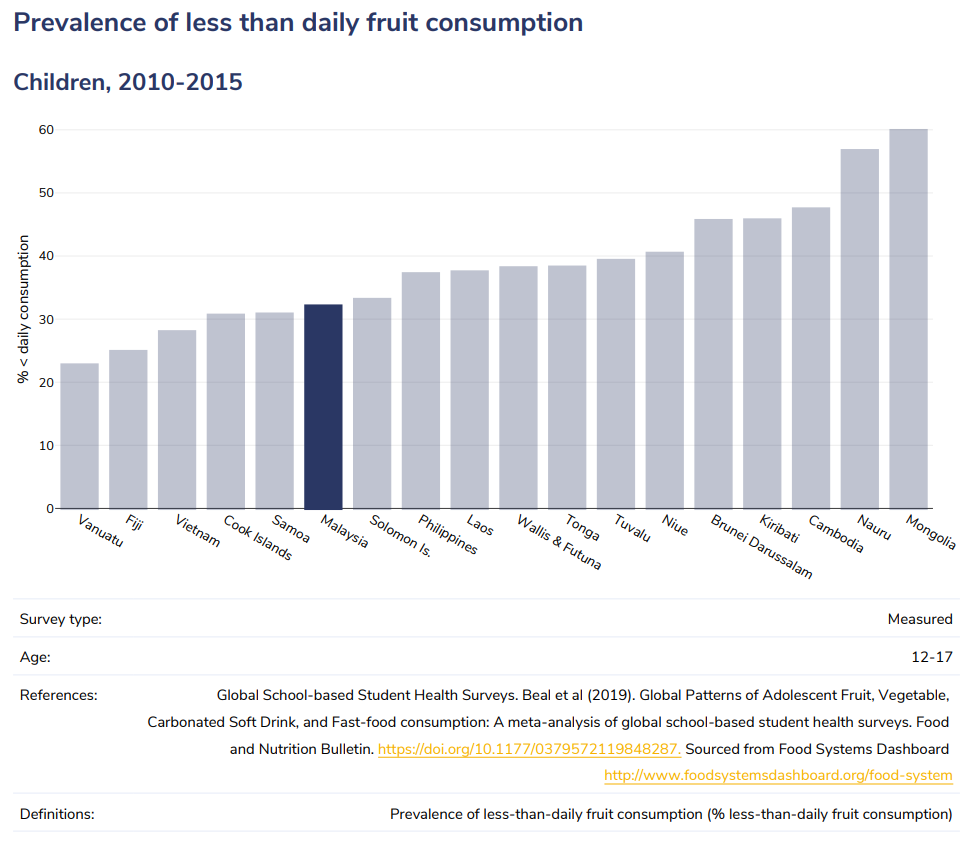 Prevalence of less than daily fruit consumption
Children, 2010-2015
60
50
40
30
20
10
0
% < daily consumption
Vanuatu
Fiji
Vietnam
Cook Islands
Samoa
Malaysia
Solomon Is.
Philippines
Laos
Wallis & Futuna
Tonga
Tuvalu
Niue
Brunei Darussalam
Kiribati
Cambodia
Nauru
Mongolia
Survey type: Measured
Age: 12-17
References: Global School-based Student Health Surveys. Beal et al (2019). Global Patterns of Adolescent Fruit, Vegetable,
Carbonated Soft Drink, and Fast-food consumption: A meta-analysis of global school-based student health surveys. Food
and Nutrition Bulletin. https://doi.org/10.1177/0379572119848287. Sourced from Food Systems Dashboard
http://www.foodsystemsdashboard.org/food-system
Definitions: Prevalence of less-than-daily fruit consumption (% less-than-daily fruit consumption)